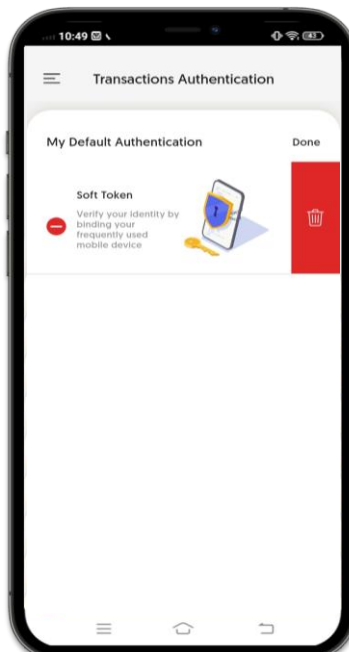 10:49
43
Transactions Authentication
My Default Authentication Done
Soft Token
Verify your identity by
binding your
frequently used
mobile device